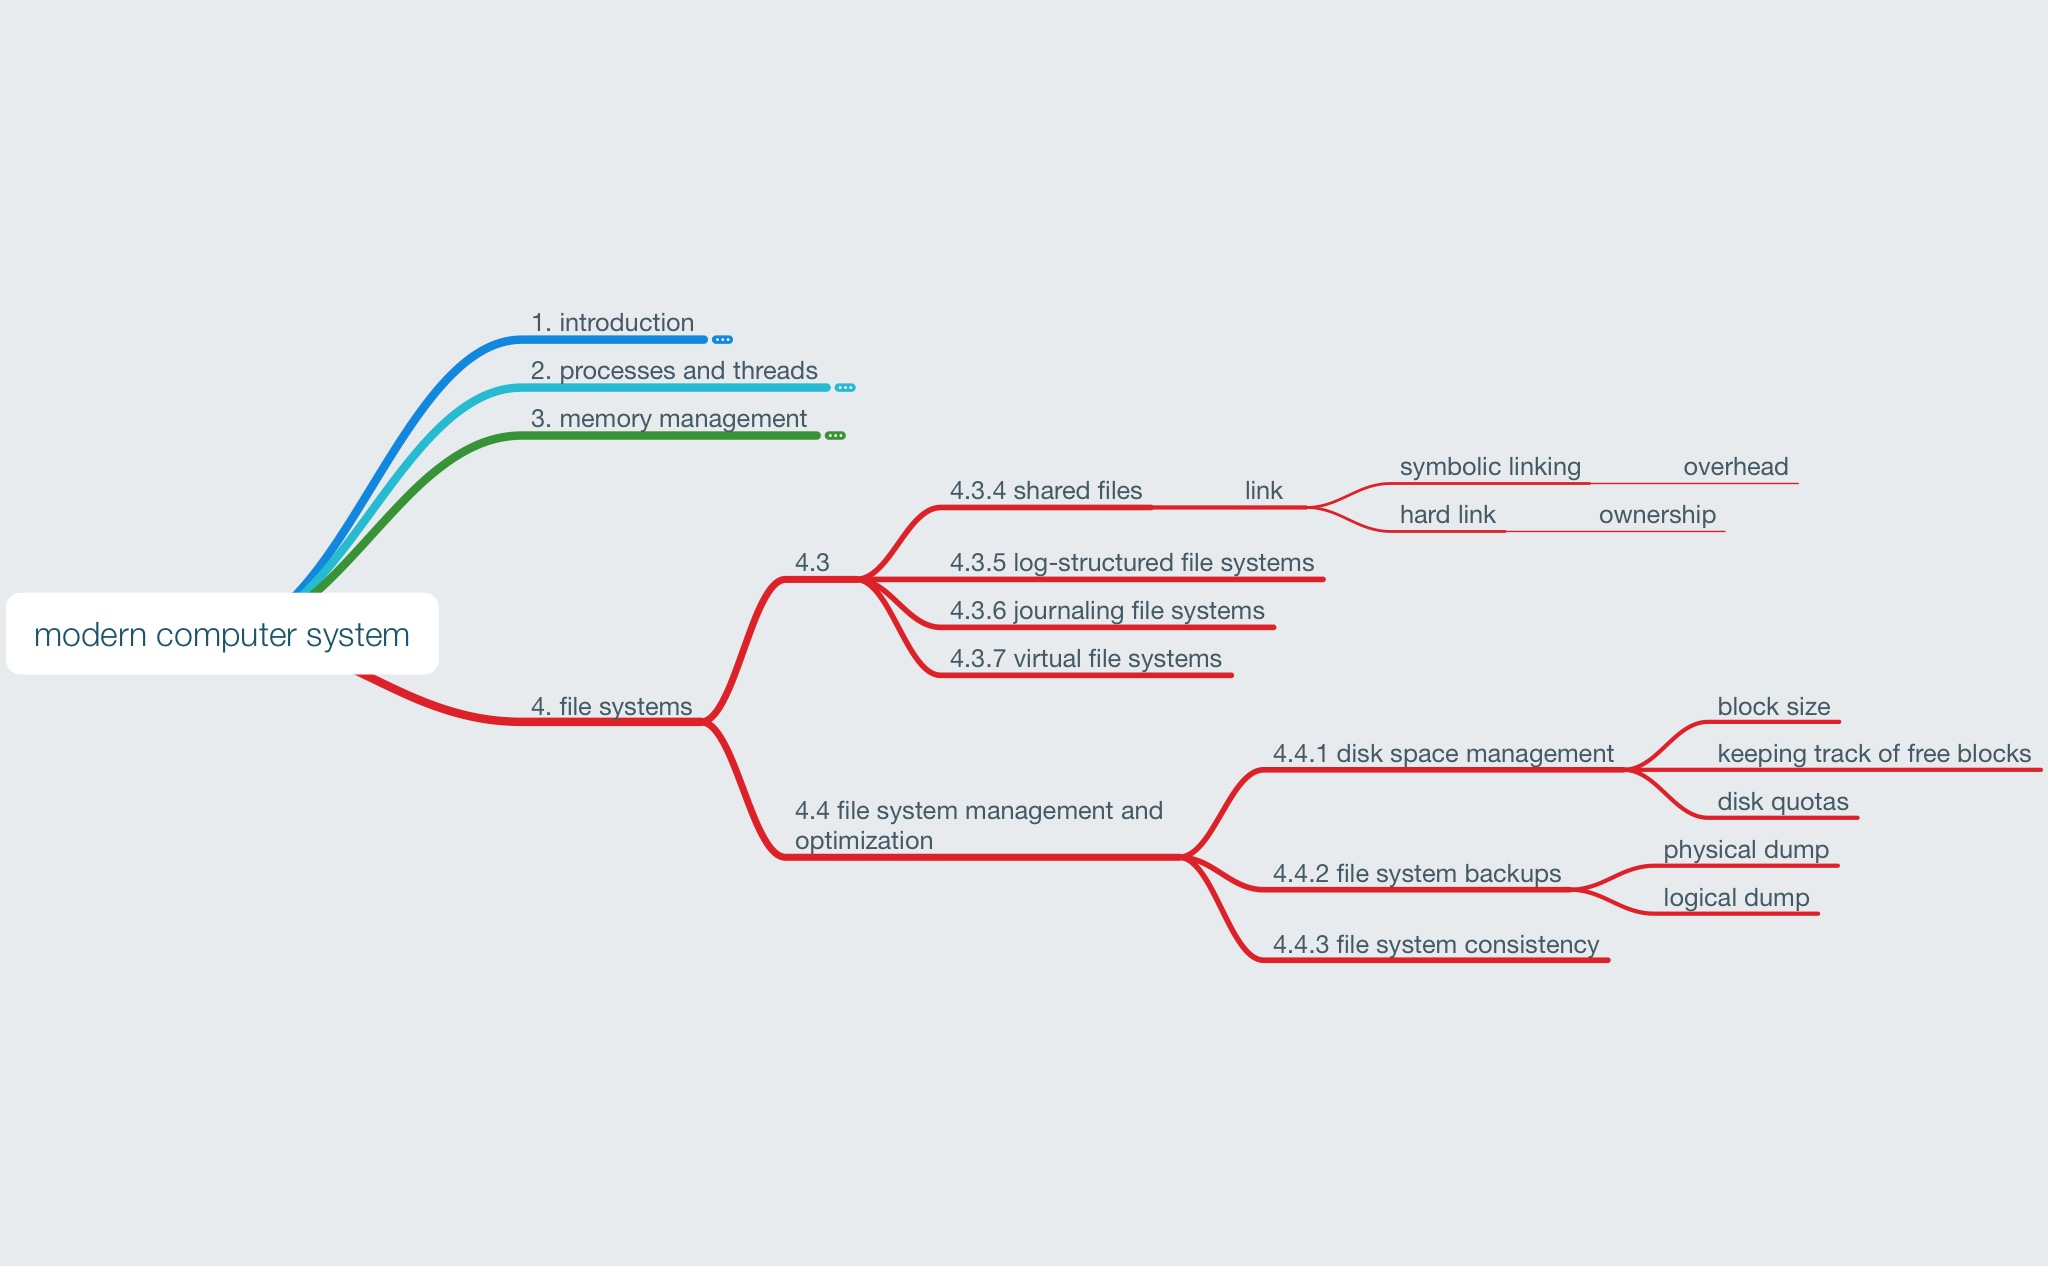 modern computer system
1. introduction
2. processes and threads
3. memory management
4. file systems
4.3
4.3.4 shared files
link
symbolic linking
overhead
hard link
ownership
4.3.5 log-structured file systems
4.3.6 journaling file systems
4.3.7 virtual file systems
4.4 file system management and
optimization
4.4.1 disk space management
block size
keeping track of free blocks
disk quotas
4.4.2 file system backups
physical dump
logical dump
4.4.3 file system consistency